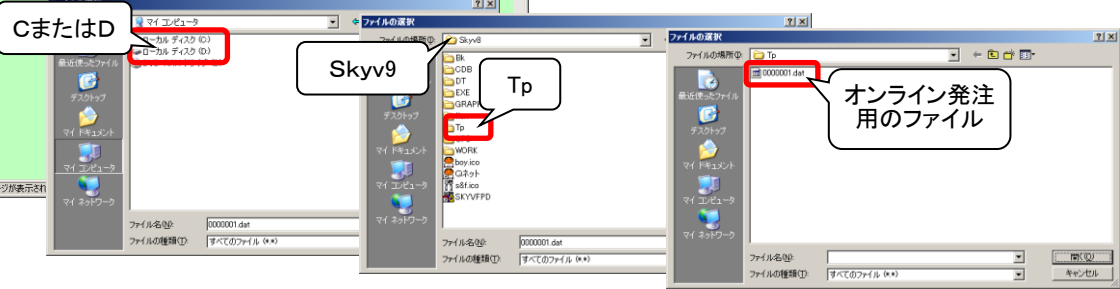 CまたはD
マイ コンピュータ
ローカル ディスク (C:)
ローカル ディスク (D:)
最近使ったファイル
デスクトップ
マイ ドキュメント
マイ コンピュータ
マイ ネットワーク
ジが表示され
ファイル名(N):
0000001.dat
ファイルの種類(T):
すべてのファイル (*.*)
ファイルの選択
ファイルの場所(I):
Skyv8
Skyv9
Bk
CDB
DT
EXE
Tp
Tp
WORK
boy.ico
Qネット
s&f.ico
SKYVFPD
デスクトップ
マイ ドキュメント
マイ コンピュータ
マイ ネットワーク
ファイル名(N):
0000001.dat
ファイルの種類(T):
すべてのファイル (*.*)
ファイルの選択
ファイルの場所(I):
Tp
0000001.dat
オンライン発注
用のファイル
最近使ったファイル
デスクトップ
マイ ドキュメント
マイ コンピュータ
マイ ネットワーク
ファイル名(N):
開く(O)
ファイルの種類(T):
すべてのファイル (*.*)
キャンセル